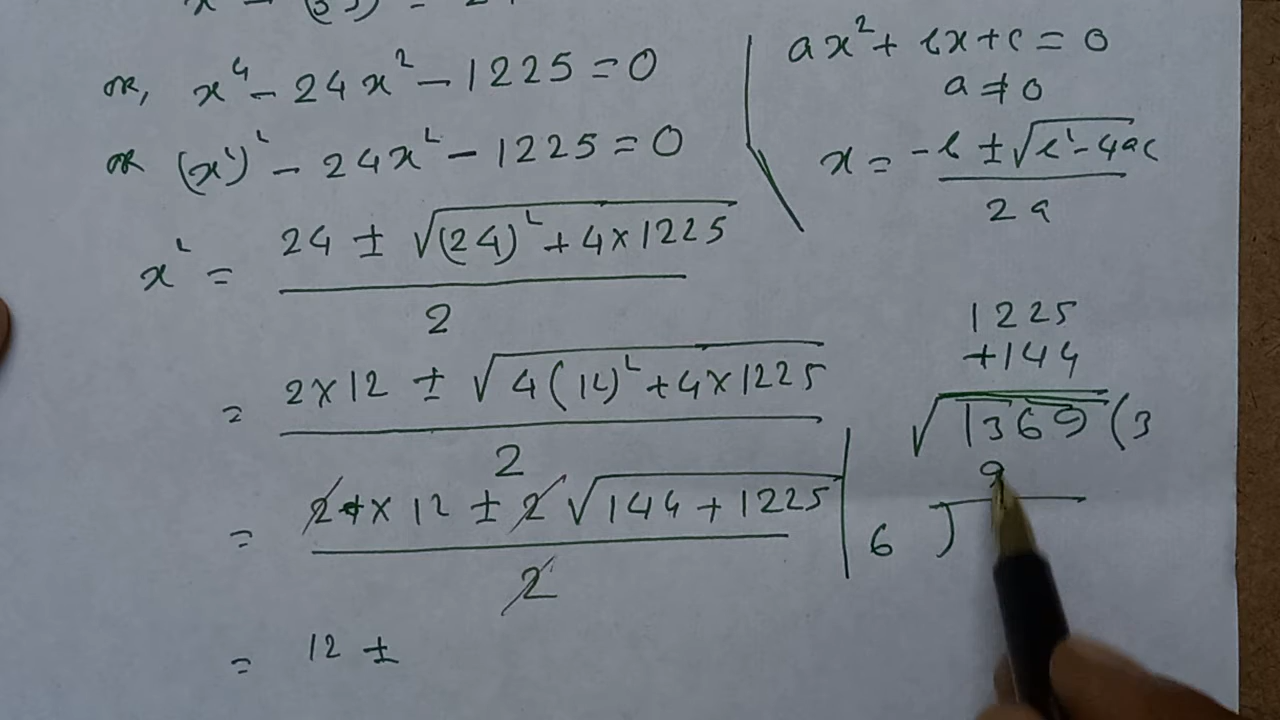 or, x⁴ - 24x² - 1225 = 0
or (x²)² - 24x² - 1225 = 0
x² = 24 ± √(24)² + 4×1225
2
= 2×12 ± √4(12)² + 4×1225
2
= 2×12 ± 2√144 + 1225
2
= 12 ±
ax² + bx + c = 0
a ≠ 0
x = -b ± √b² - 4ac
2a
1225
+144
√1369 (3
9
6 )